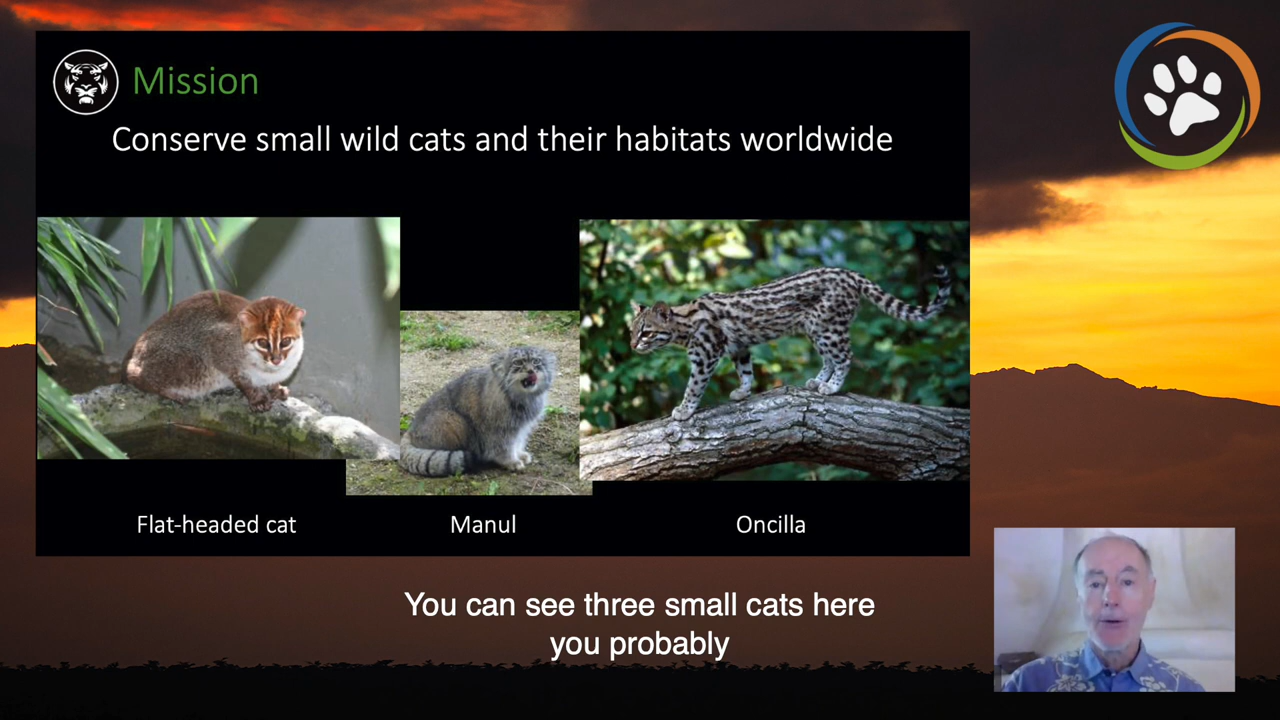 Mission
Conserve small wild cats and their habitats worldwide
Flat-headed cat
Manul
Oncilla
You can see three small cats here
you probably